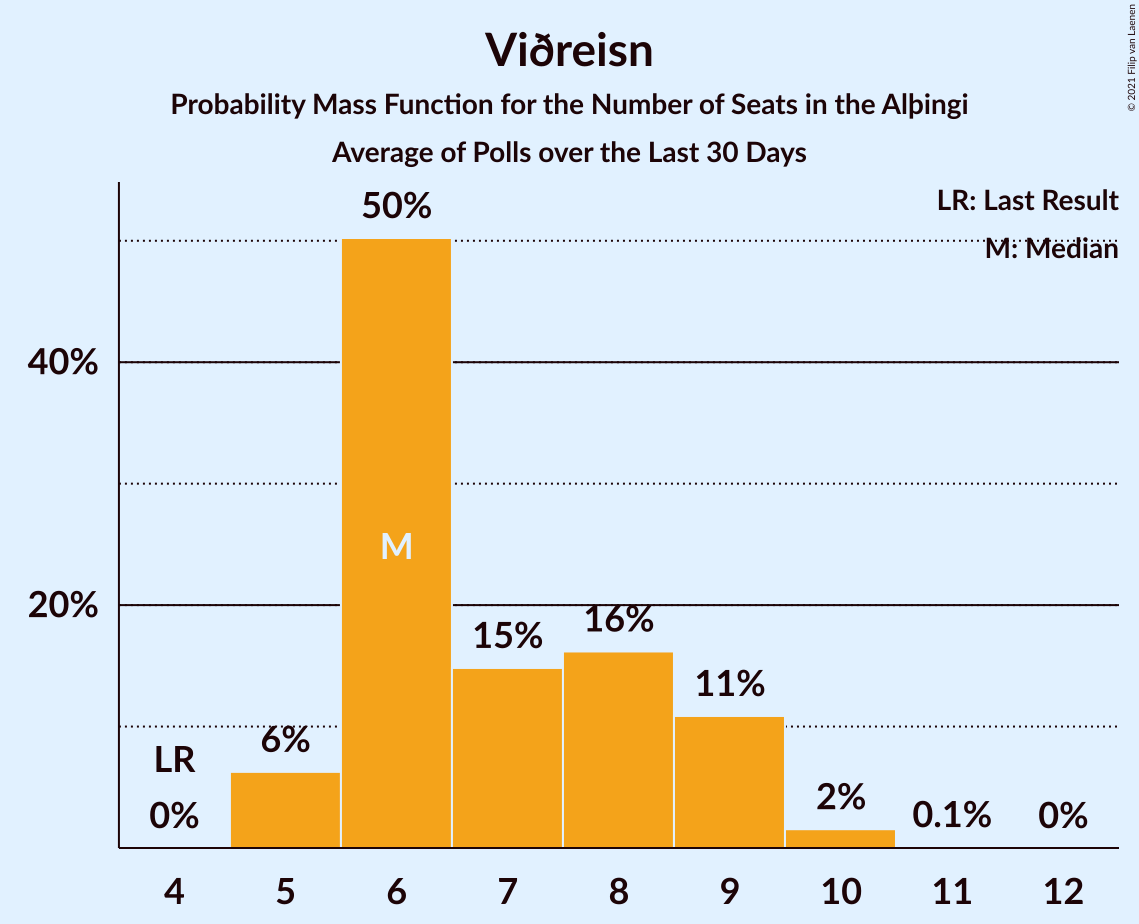 Viðreisn
Probability Mass Function for the Number of Seats in the Alþingi
Average of Polls over the Last 30 Days
© 2021 Filip van Laenen
LR: Last Result
M: Median
50%
40%
M
20%
15%
16%
11%
LR
6%
0%
2%
0.1%
0%
4 5 6 7 8 9 10 11 12